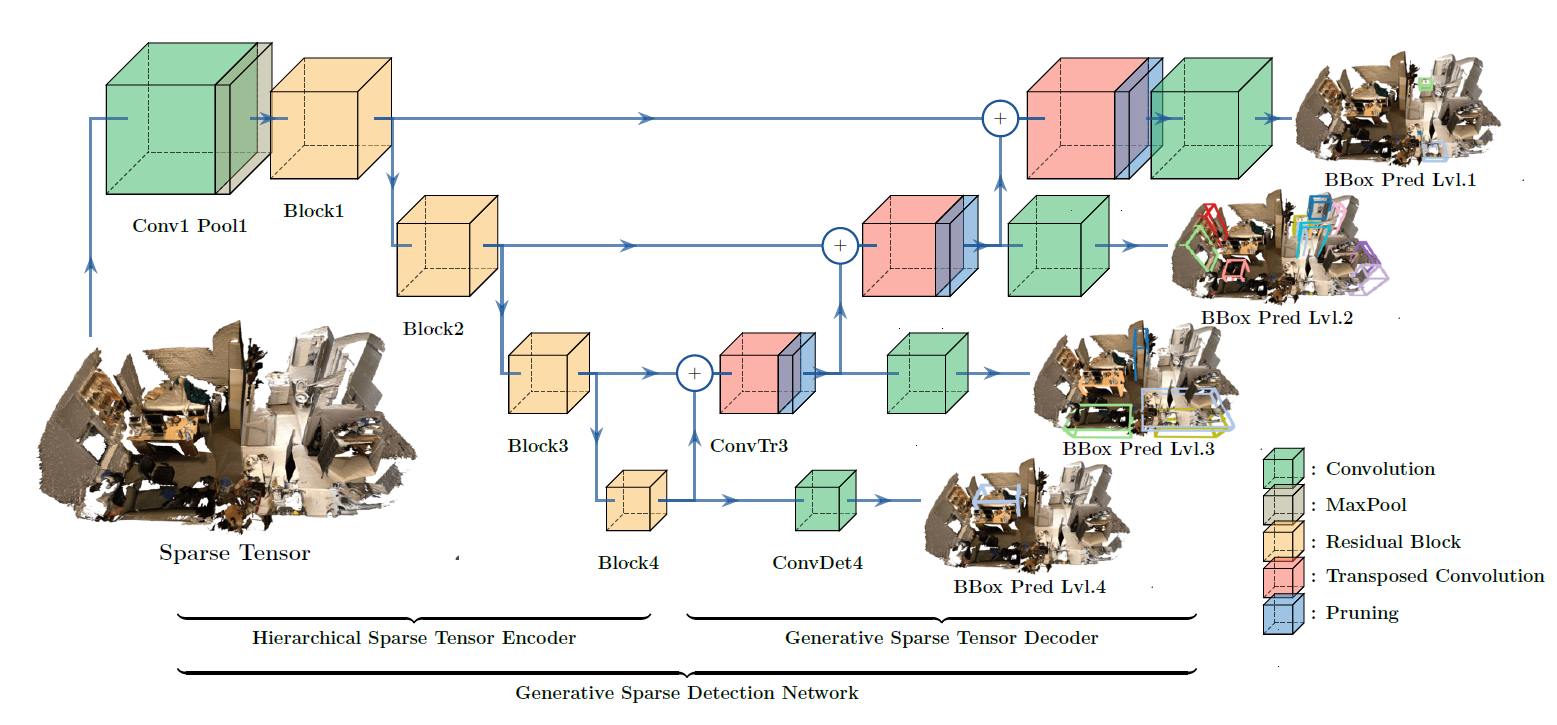 BBox Pred Lvl.1
Conv1 Pool1
Block1
BBox Pred Lvl.2
Block2
BBox Pred Lvl.3
Block3
ConvTr3
Sparse Tensor
Block4
ConvDet4
BBox Pred Lvl.4
: Convolution
: MaxPool
: Residual Block
: Transposed Convolution
: Pruning
Hierarchical Sparse Tensor Encoder
Generative Sparse Tensor Decoder
Generative Sparse Detection Network